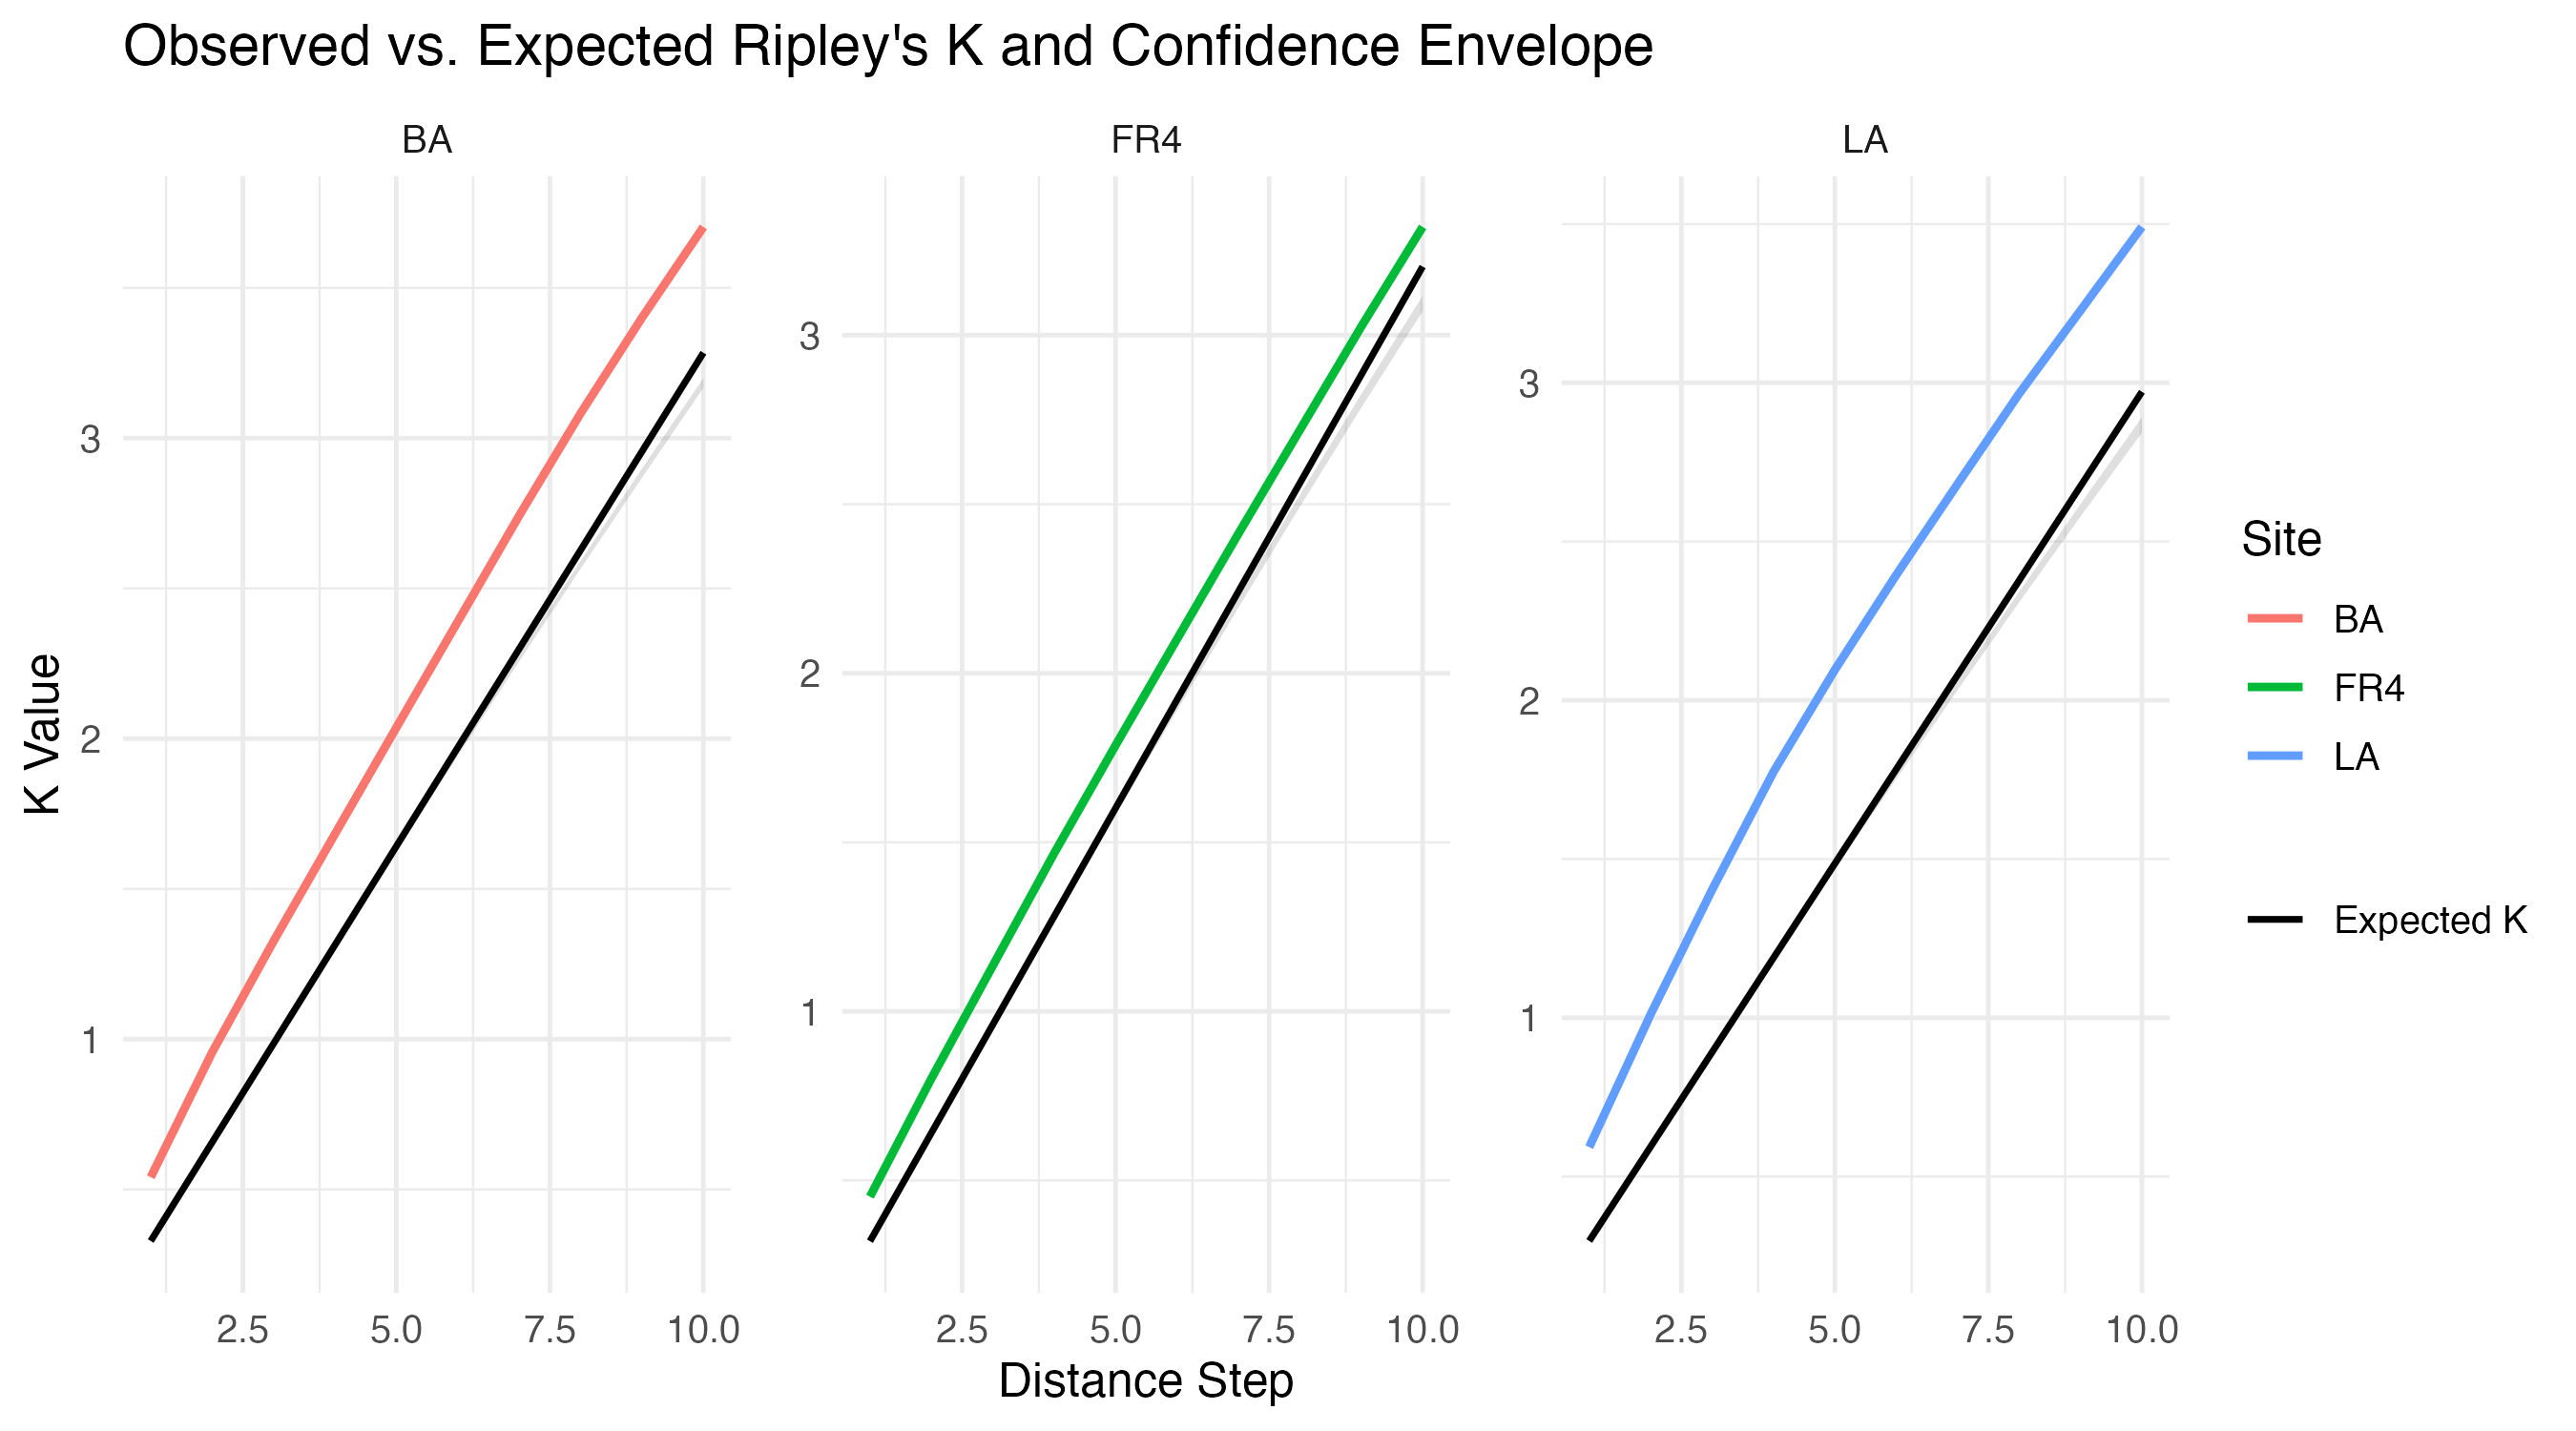 Observed vs. Expected Ripley's K and Confidence Envelope
BA
FR4
LA
K Value
3
2
1
3
2
1
3
2
1
2.5 5.0 7.5 10.0
2.5 5.0 7.5 10.0
2.5 5.0 7.5 10.0
Distance Step
Site
BA
FR4
LA
Expected K